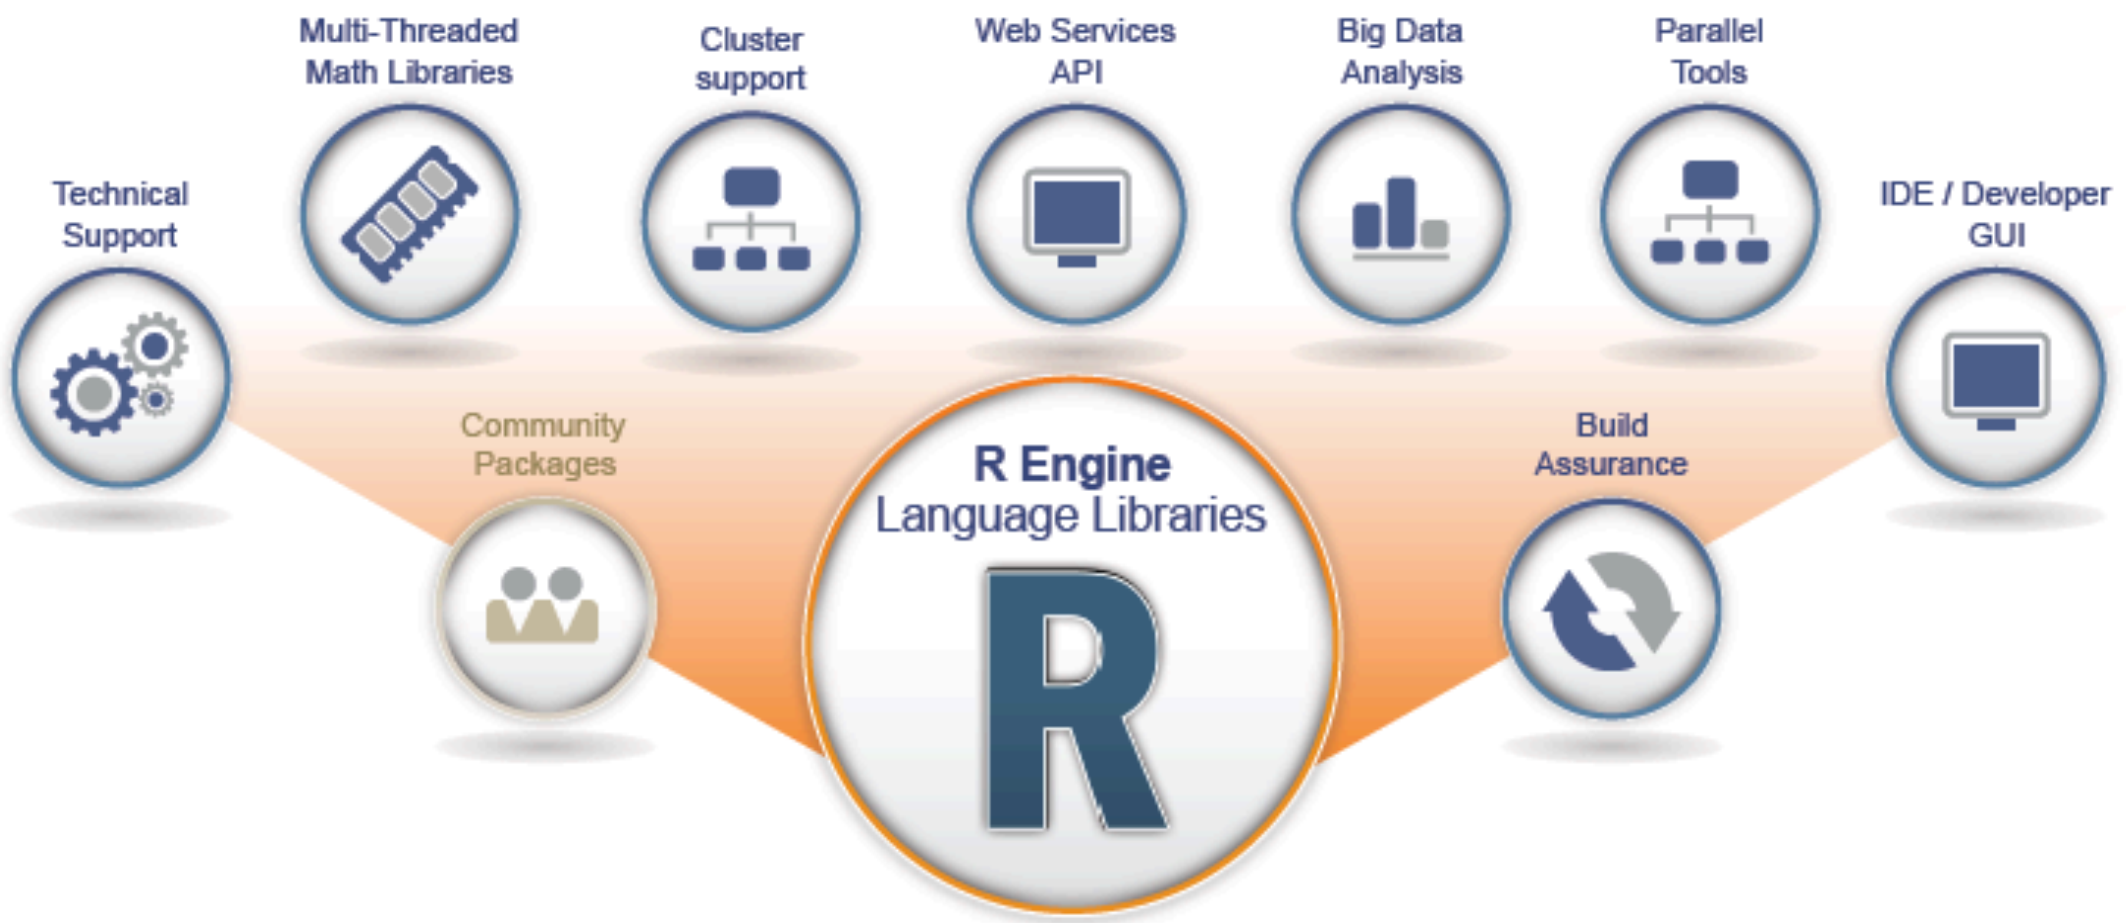 Multi-Threaded
Math Libraries
Cluster
support
Web Services
API
Big Data
Analysis
Parallel
Tools
Technical
Support
IDE / Developer
GUI
Community
Packages
R Engine
Language Libraries
R
Build
Assurance